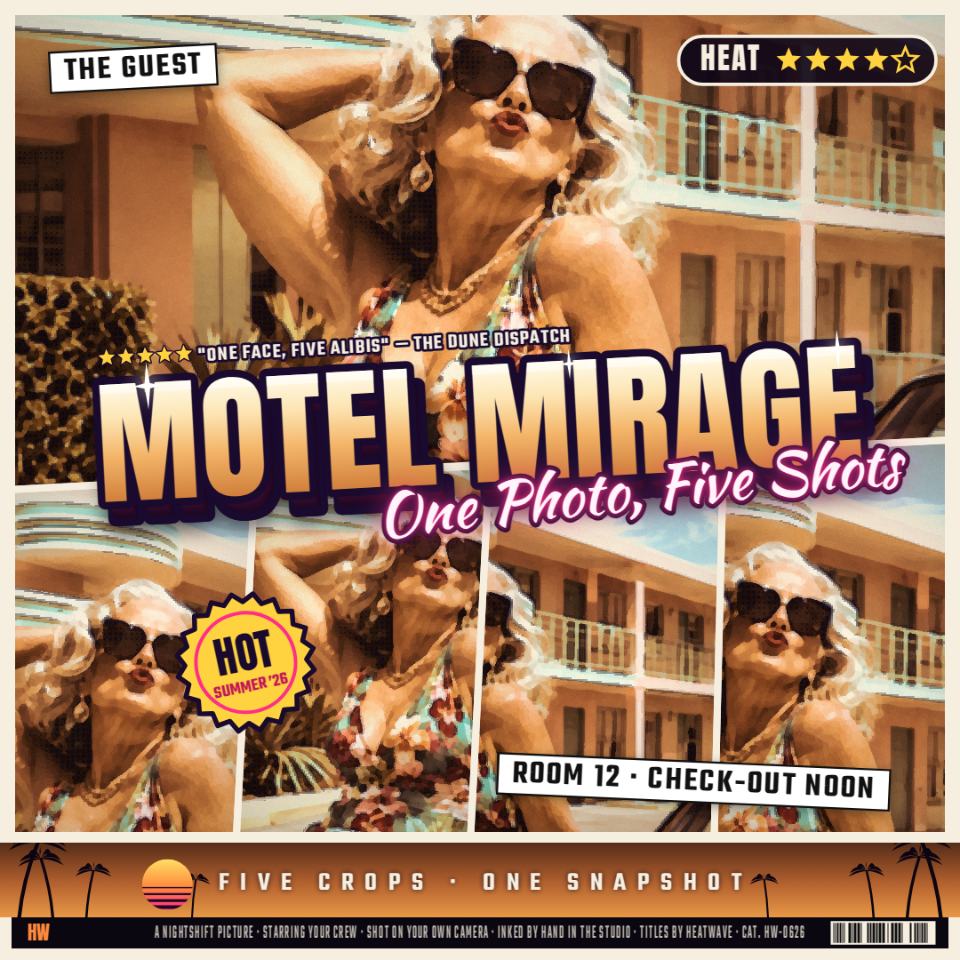 THE GUEST
HEAT
"ONE FACE, FIVE ALIBIS" — THE DUNE DISPATCH
MOTEL MIRAGE
One Photo, Five Shots
HOT
SUMMER '26
ROOM 12 · CHECK-OUT NOON
FIVE CROPS · ONE SNAPSHOT
HW
A NIGHTSHIFT PICTURE · STARRING YOUR CREW · SHOT ON YOUR OWN CAMERA · INKED BY HAND IN THE STUDIO · TITLES BY HEATWAVE · CAT. HW-0626